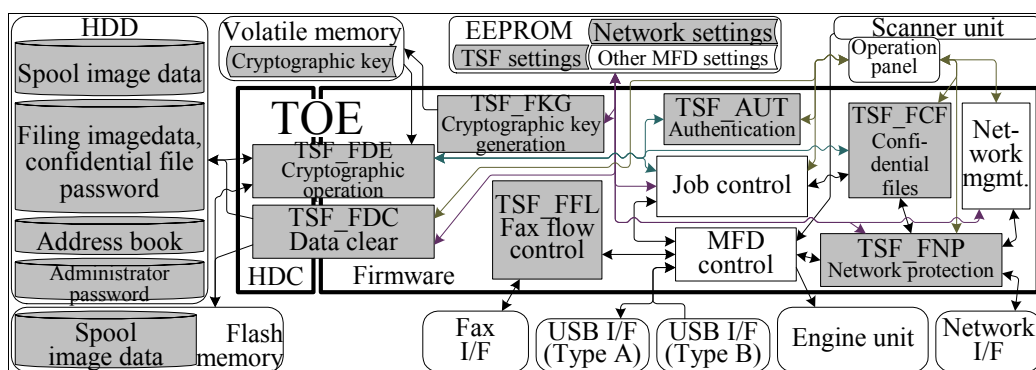 HDD
Spool image data
Filing imagedata,
confidential file
password
Address book
Administrator
password
Volatile memory
Cryptographic key
EEPROM
Network settings
TSF settings
Other MFD settings
Scanner unit
Operation
panel
TOE
TSF_FKG
Cryptographic key
generation
TSF_AUT
Authentication
TSF_FCF
Confi-
dential
files
Net-
work
mgmt.
TSF_FDE
Cryptographic
operation
Job control
TSF_FDC
Data clear
TSF_FFL
Fax flow
control
MFD
control
TSF_FNP
Network protection
HDC
Firmware
Spool
image data
Flash
memory
Fax
I/F
USB I/F
(Type A)
USB I/F
(Type B)
Engine unit
Network
I/F